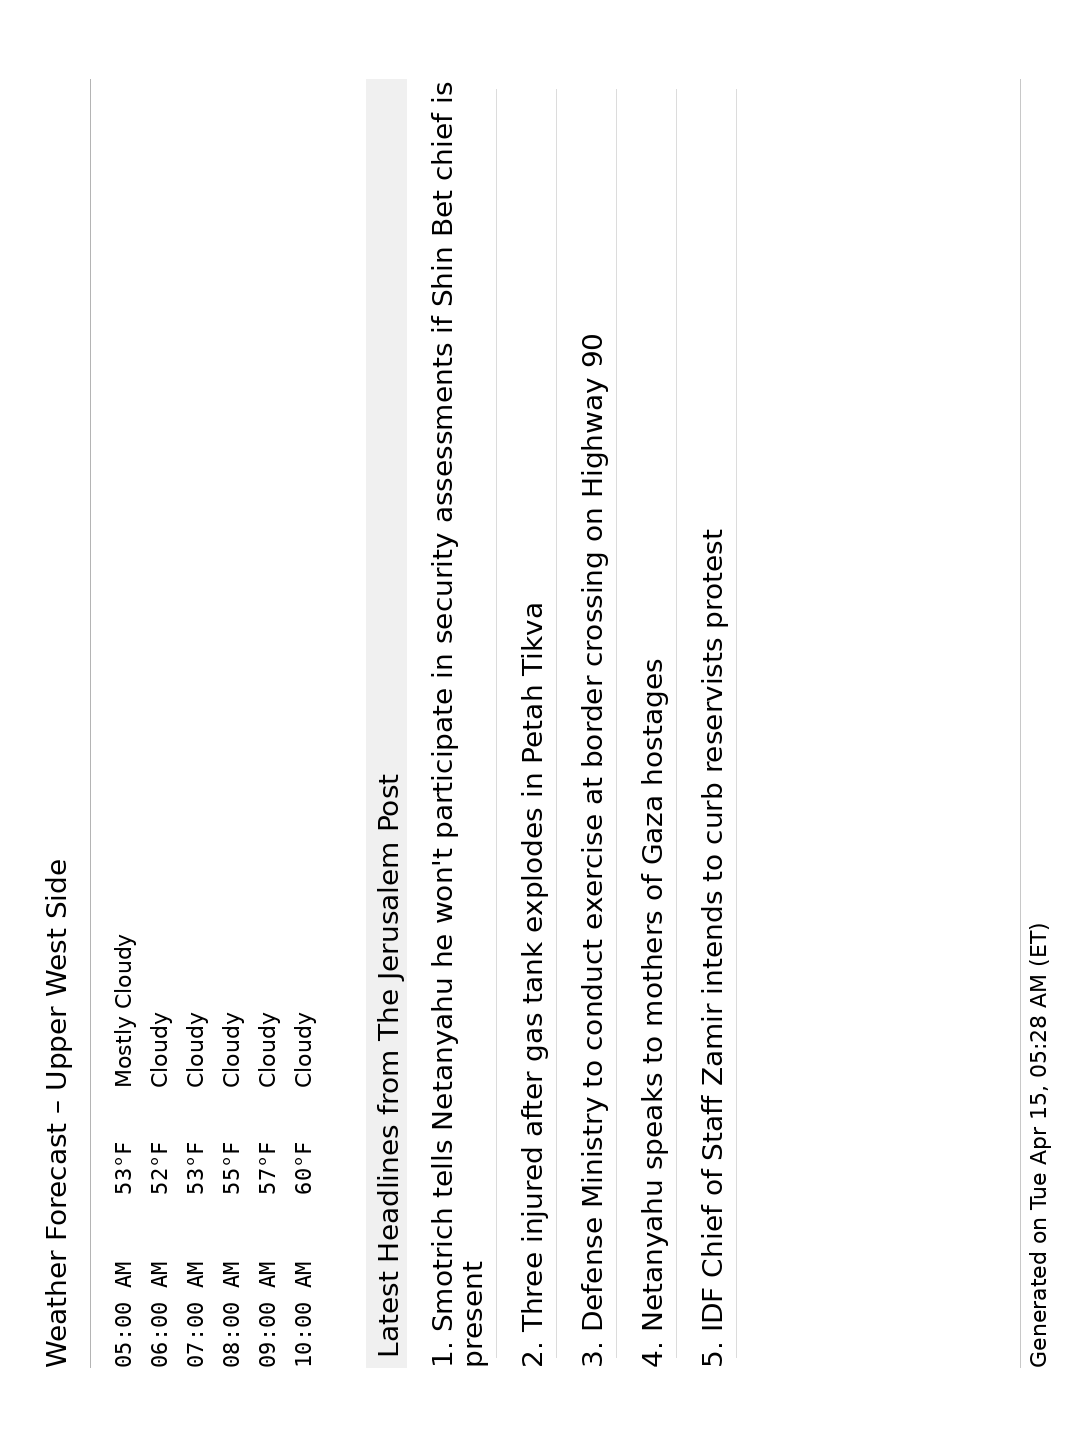 Weather Forecast – Upper West Side
05:00 AM 53°F Mostly Cloudy
06:00 AM 52°F Cloudy
07:00 AM 53°F Cloudy
08:00 AM 55°F Cloudy
09:00 AM 57°F Cloudy
10:00 AM 60°F Cloudy
Latest Headlines from The Jerusalem Post
1. Smotrich tells Netanyahu he won't participate in security assessments if Shin Bet chief is
present
2. Three injured after gas tank explodes in Petah Tikva
3. Defense Ministry to conduct exercise at border crossing on Highway 90
4. Netanyahu speaks to mothers of Gaza hostages
5. IDF Chief of Staff Zamir intends to curb reservists protest
Generated on Tue Apr 15, 05:28 AM (ET)